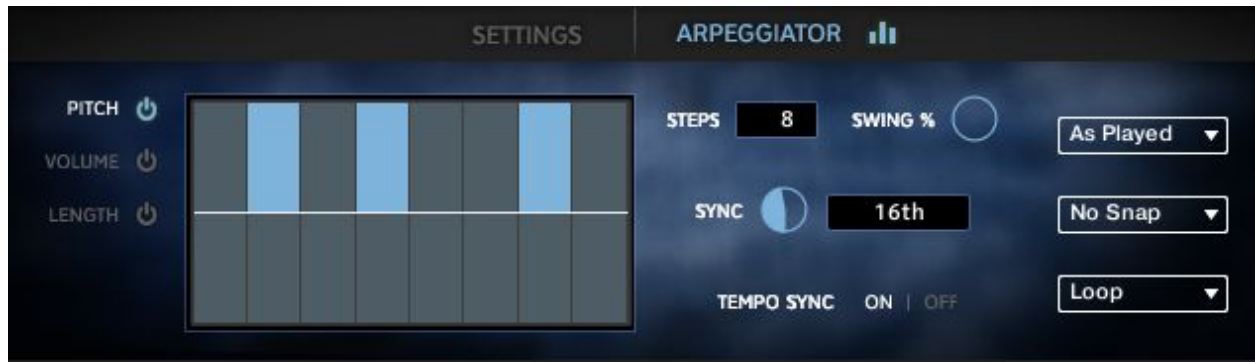 SETTINGS
ARPEGGIATOR
PITCH
VOLUME
LENGTH
STEPS 8 SWING %
SYNC 16th
TEMPO SYNC ON | OFF
As Played
No Snap
Loop